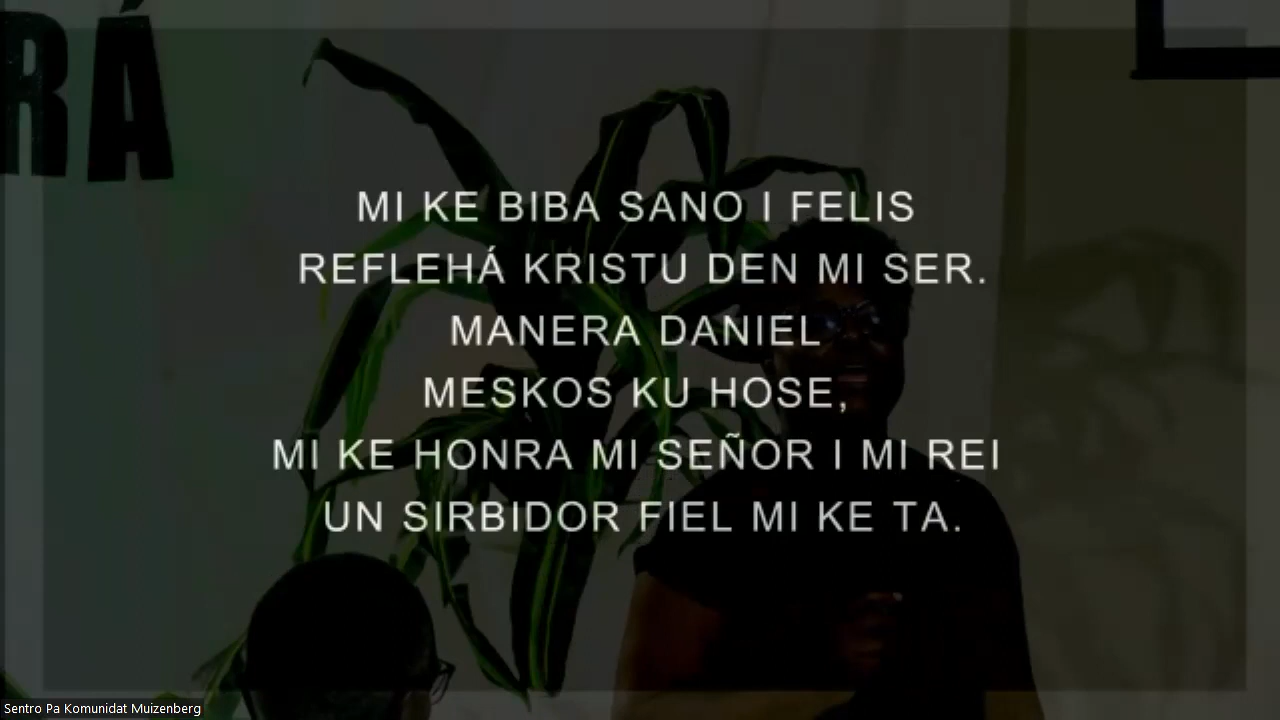 RÁ
MI KE BIBA SANO I FELIS
REFLEHÁ KRISTU DEN MI SER.
MANERA DANIEL
MESKOS KU HOSE,
MI KE HONRA MI SEÑOR I MI REI
UN SIRBIDOR FIEL MI KE TA.
Sentro Pa Komunidat Muizenberg